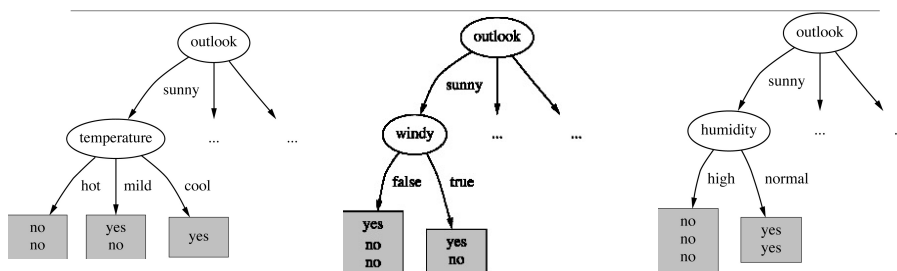 outlook
sunny
temperature
...
...
hot
mild
cool
no
no
yes
no
yes
outlook
sunny
windy
...
...
false
true
yes
no
no
yes
no
outlook
sunny
humidity
...
high
normal
no
no
no
yes
yes